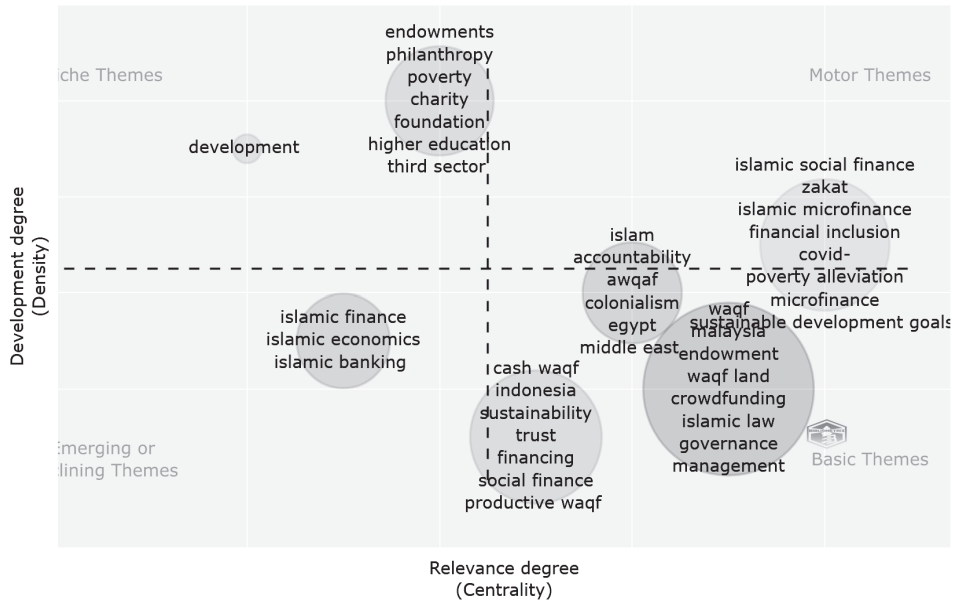 iche Themes
Motor Themes
endowments
philanthropy
poverty
charity
foundation
higher education
third sector
development
islamic social finance
zakat
islamic microfinance
financial inclusion
covid-
poverty alleviation
microfinance
sustainable development goals
islam
accountability
awqaf
colonialism
egypt
middle east
islamic finance
islamic economics
islamic banking
waqf
malaysia
endowment
waqf land
crowdfunding
islamic law
governance
management
cash waqf
indonesia
sustainability
trust
financing
social finance
productive waqf
Emerging or
clining Themes
Basic Themes
Development degree
(Density)
Relevance degree
(Centrality)